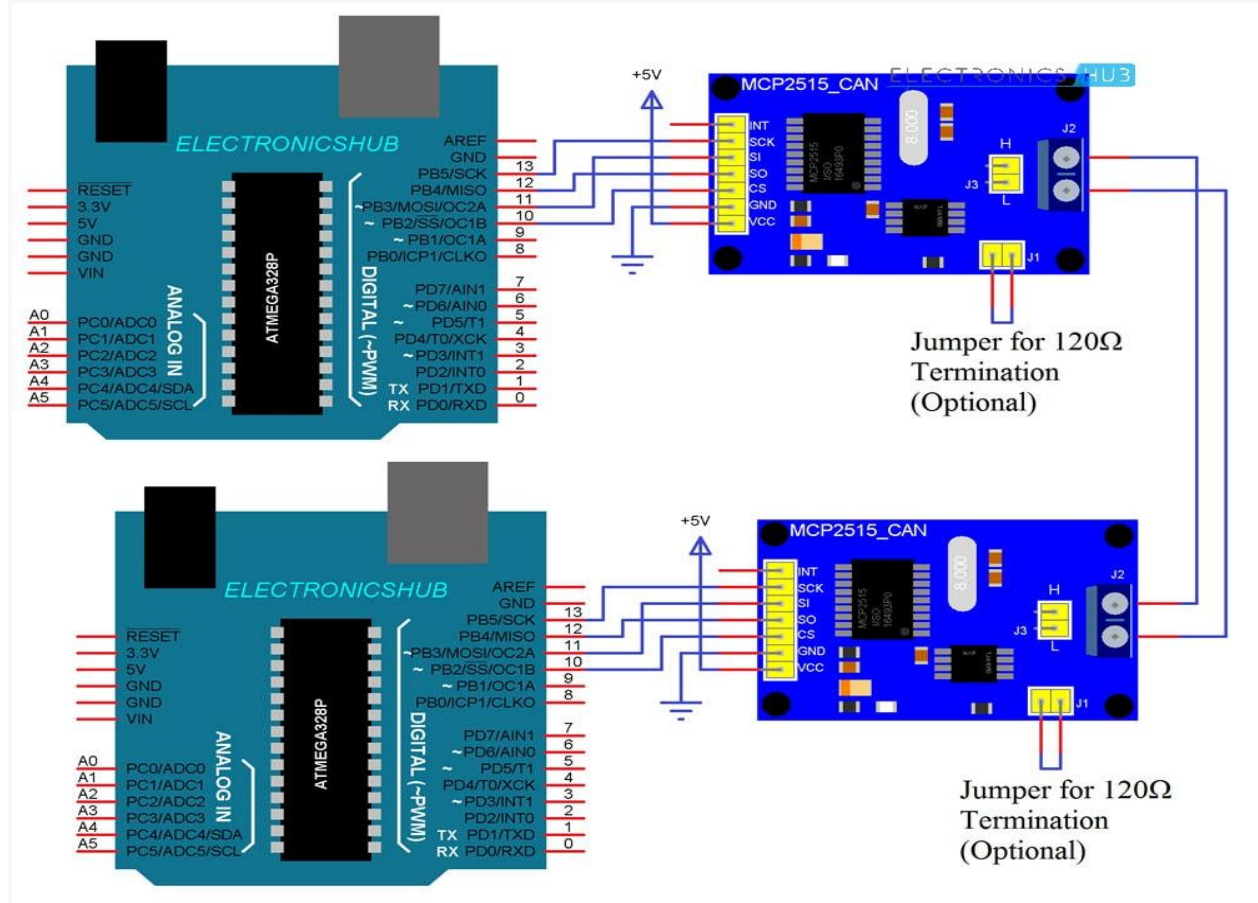 ELECTRONICS HUB
+5V
MCP2515_CAN
ELECTRONICSHUB
AREF
GND
PB5/SCK 13
PB4/MISO 12
~PB3/MOSI/OC2A 11
~ PB2/SS/OC1B 10
~ PB1/OC1A 9
PB0/ICP1/CLKO 8
PD7/AIN1 7
~PD6/AIN0 6
~ PD5/T1 5
PD4/T0/XCK 4
~PD3/INT1 3
PD2/INT0 2
TX PD1/TXD 1
RX PD0/RXD 0
DIGITAL (~PWM)
ATMEGA328P
RESET
3.3V
5V
GND
GND
VIN
ANALOG IN
A0 PC0/ADC0
A1 PC1/ADC1
A2 PC2/ADC2
A3 PC3/ADC3
A4 PC4/ADC4/SDA
A5 PC5/ADC5/SCL
INT
SCK
SI
SO
CS
GND
VCC
MCP2515
I/SO
16493P0
8.000
H
J3
L
J2
J1
Jumper for 120Ω
Termination
(Optional)
+5V
MCP2515_CAN
ELECTRONICSHUB
AREF
GND
PB5/SCK 13
PB4/MISO 12
~PB3/MOSI/OC2A 11
~ PB2/SS/OC1B 10
~ PB1/OC1A 9
PB0/ICP1/CLKO 8
PD7/AIN1 7
~PD6/AIN0 6
~ PD5/T1 5
PD4/T0/XCK 4
~PD3/INT1 3
PD2/INT0 2
TX PD1/TXD 1
RX PD0/RXD 0
DIGITAL (~PWM)
ATMEGA328P
RESET
3.3V
5V
GND
GND
VIN
ANALOG IN
A0 PC0/ADC0
A1 PC1/ADC1
A2 PC2/ADC2
A3 PC3/ADC3
A4 PC4/ADC4/SDA
A5 PC5/ADC5/SCL
INT
SCK
SI
SO
CS
GND
VCC
MCP2515
I/SO
16493P0
8.000
H
J3
L
J2
J1
Jumper for 120Ω
Termination
(Optional)